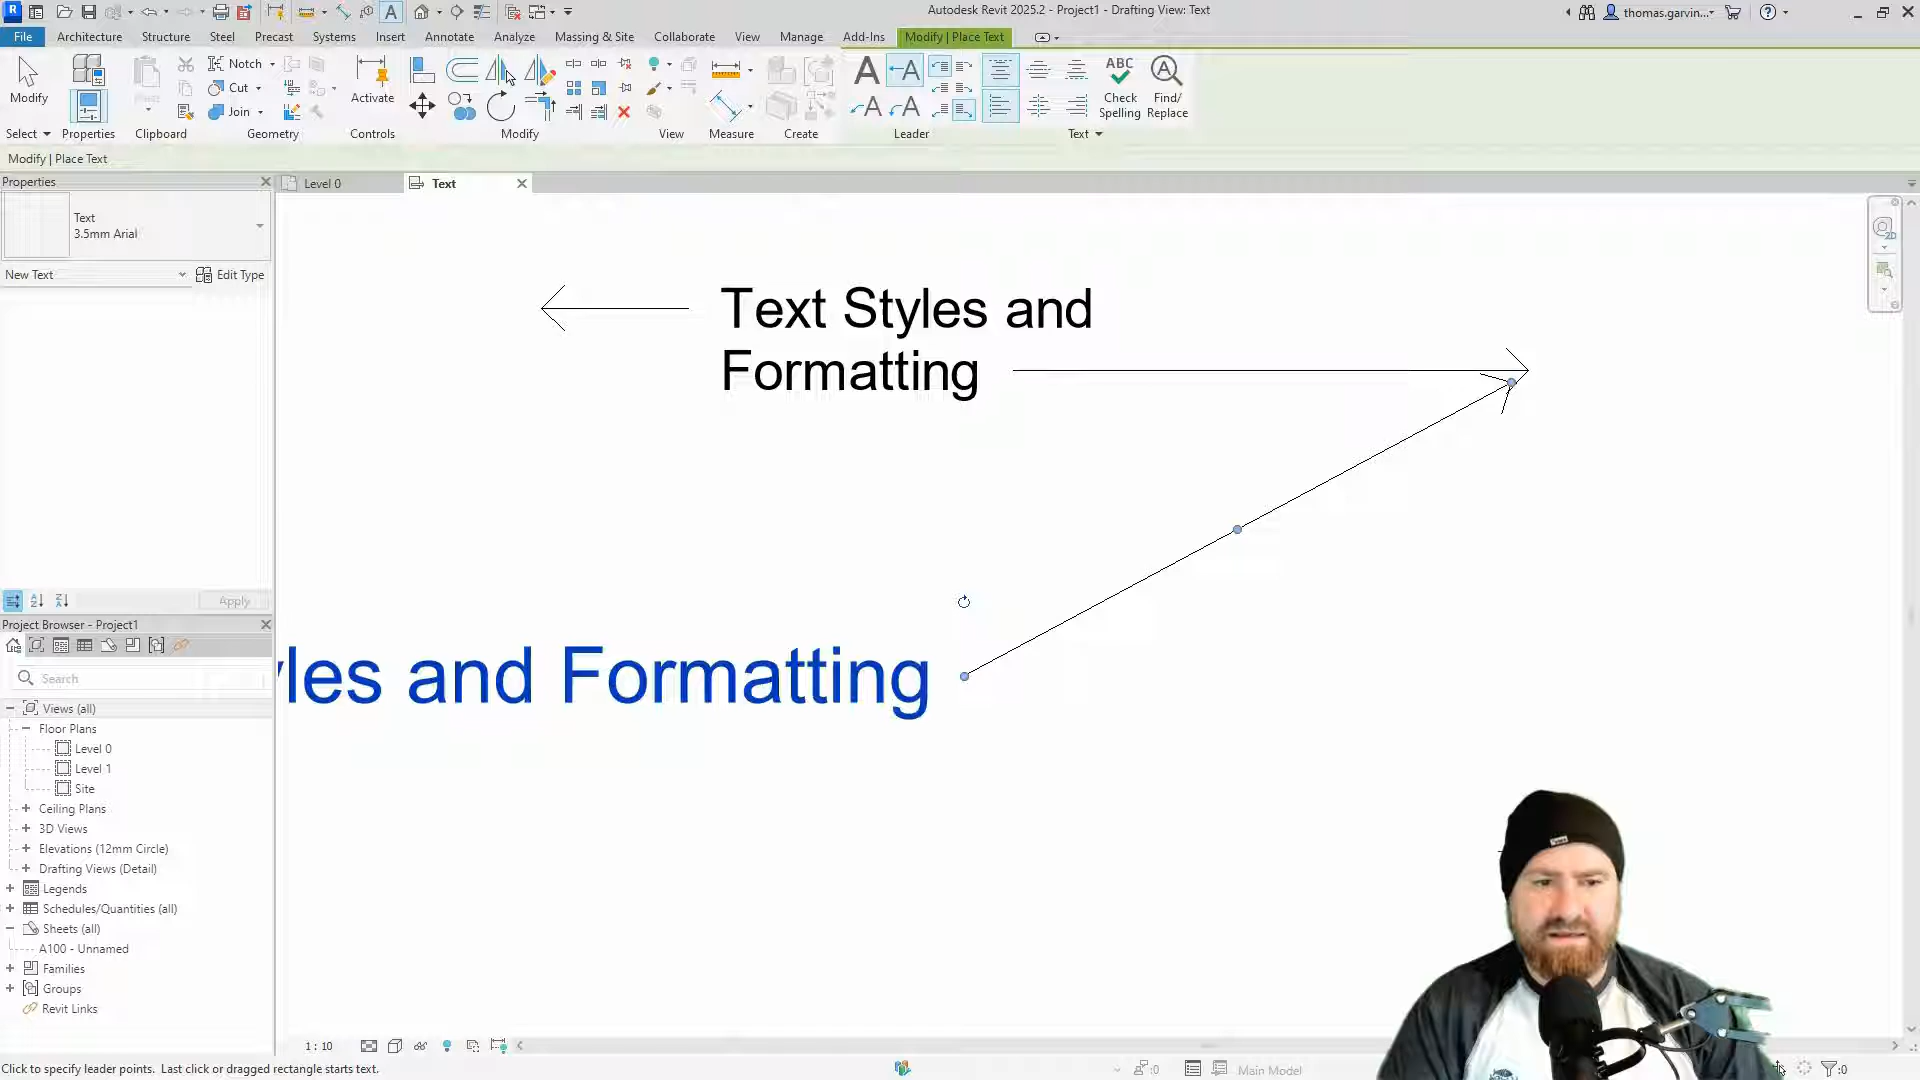 Autodesk Revit 2025.2 - Project1 - Drafting View: Text
thomas.garvin...
File
Architecture
Structure
Steel
Precast
Systems
Insert
Annotate
Analyze
Massing & Site
Collaborate
View
Manage
Add-Ins
Modify | Place Text
Modify
Notch
Cut
Join
Activate
ABC
Check
Spelling
Find/
Replace
Select
Properties
Clipboard
Geometry
Controls
Modify
View
Measure
Create
Leader
Text
Modify | Place Text
Properties
Level 0
Text
Text
3.5mm Arial
New Text
Edit Type
Text Styles and
Formatting
les and Formatting
Apply
Project Browser - Project1
Search
Views (all)
Floor Plans
Level 0
Level 1
Site
Ceiling Plans
3D Views
Elevations (12mm Circle)
Drafting Views (Detail)
Legends
Schedules/Quantities (all)
Sheets (all)
A100 - Unnamed
Families
Groups
Revit Links
1 : 10
Click to specify leader points. Last click or dragged rectangle starts text.
:0
Main Model
:0